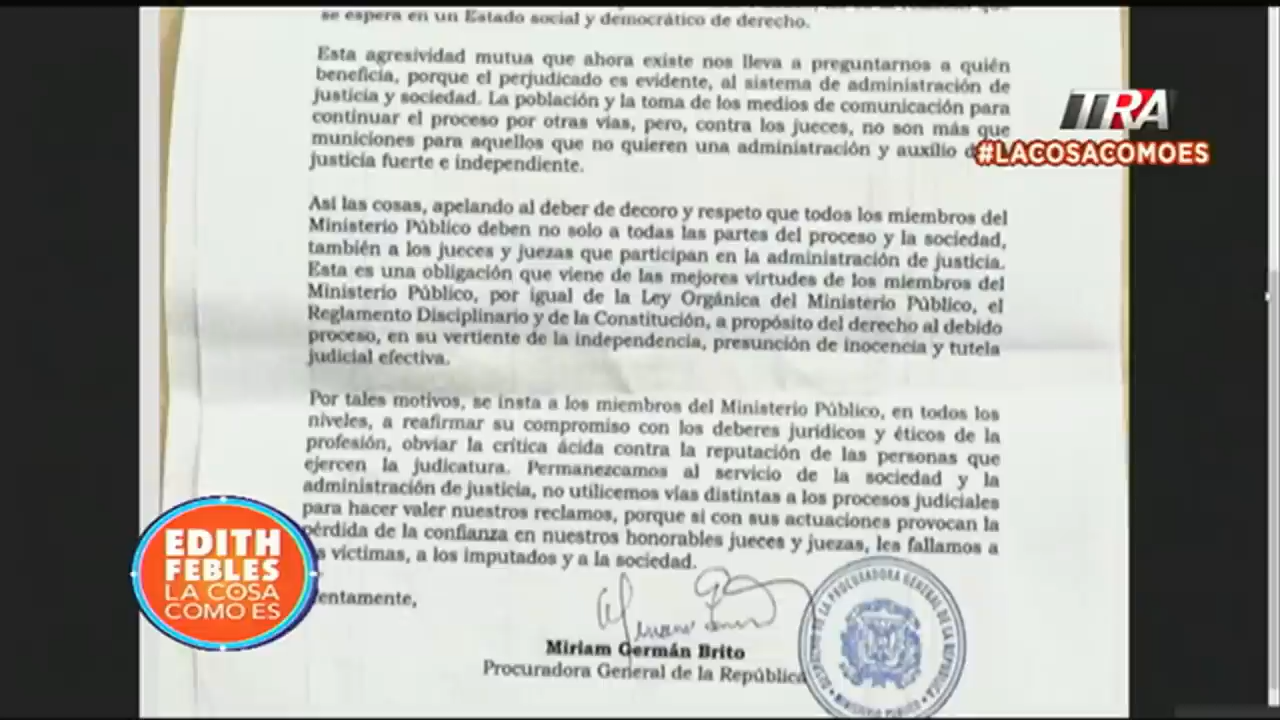 se espera en un Estado social y democrático de derecho.
Esta agresividad mutua que ahora existe nos lleva a preguntarnos a quién
beneficia, porque el perjudicado es evidente, al sistema de administración de
justicia y sociedad. La población y la toma de los medios de comunicación para
continuar el proceso por otras vías, pero, contra los jueces, no son más que
municiones para aquellos que no quieren una administración y auxilio
justicia fuerte e independiente.
Así las cosas, apelando al deber de decoro y respeto que todos los miembros del
Ministerio Público deben no solo a todas las partes del proceso y la sociedad,
también a los jueces y juezas que participan en la administración de justicia.
Esta es una obligación que viene de las mejores virtudes de los miembros del
Ministerio Público, por igual de la Ley Orgánica del Ministerio Público, el
Reglamento Disciplinario y de la Constitución, a propósito del derecho al debido
proceso, en su vertiente de la independencia, presunción de inocencia y tutela
judicial efectiva.
Por tales motivos, se insta a los miembros del Ministerio Público, en todos los
niveles, a reafirmar su compromiso con los deberes jurídicos y éticos de la
profesión, obviar la crítica ácida contra la reputación de las personas que
ejercen la judicatura. Permanezcamos al servicio de la sociedad y la
administración de justicia, no utilicemos vías distintas a los procesos judiciales
para hacer valer nuestros reclamos, porque si con sus actuaciones provocan la
pérdida de la confianza en nuestros honorables jueces y juezas, les fallamos a
víctimas, a los imputados y a la sociedad.
entamente,
Miriam Germán Brito
Procuradora General de la República
TRA
#LACOSACOMOES
EDITH
FEBLES
LA COSA
COMO ES
PROCURADORA GENERAL DE LA REPUBLICA